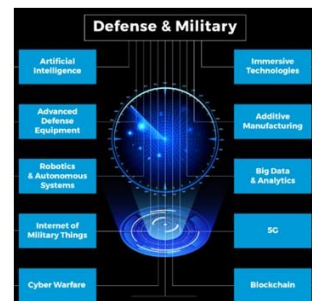 Defense & Military
Artificial
Intelligence
Advanced
Defense
Equipment
Robotics
& Autonomous
Systems
Internet of
Military Things
Cyber Warfare
Immersive
Technologies
Additive
Manufacturing
Big Data
& Analytics
5G
Blockchain